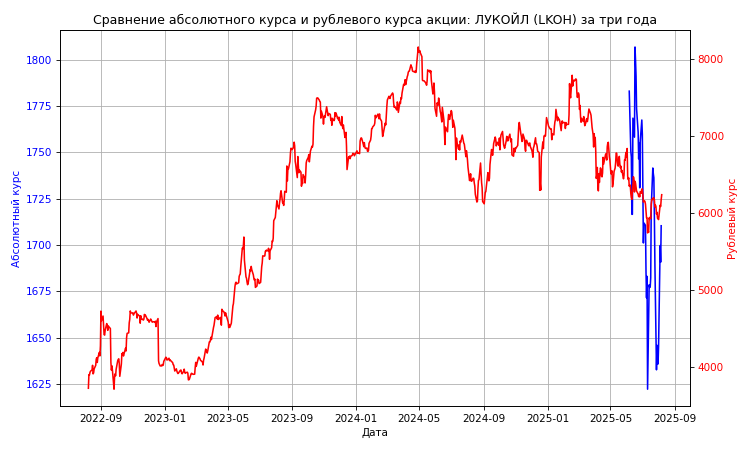 Сравнение абсолютного курса и рублевого курса акции: ЛУКОЙЛ (LKOH) за три года
Абсолютный курс
1800
1775
1750
1725
1700
1675
1650
1625
8000
7000
6000
5000
4000
Рублевый курс
2022-09 2023-01 2023-05 2023-09 2024-01 2024-05 2024-09 2025-01 2025-05 2025-09
Дата